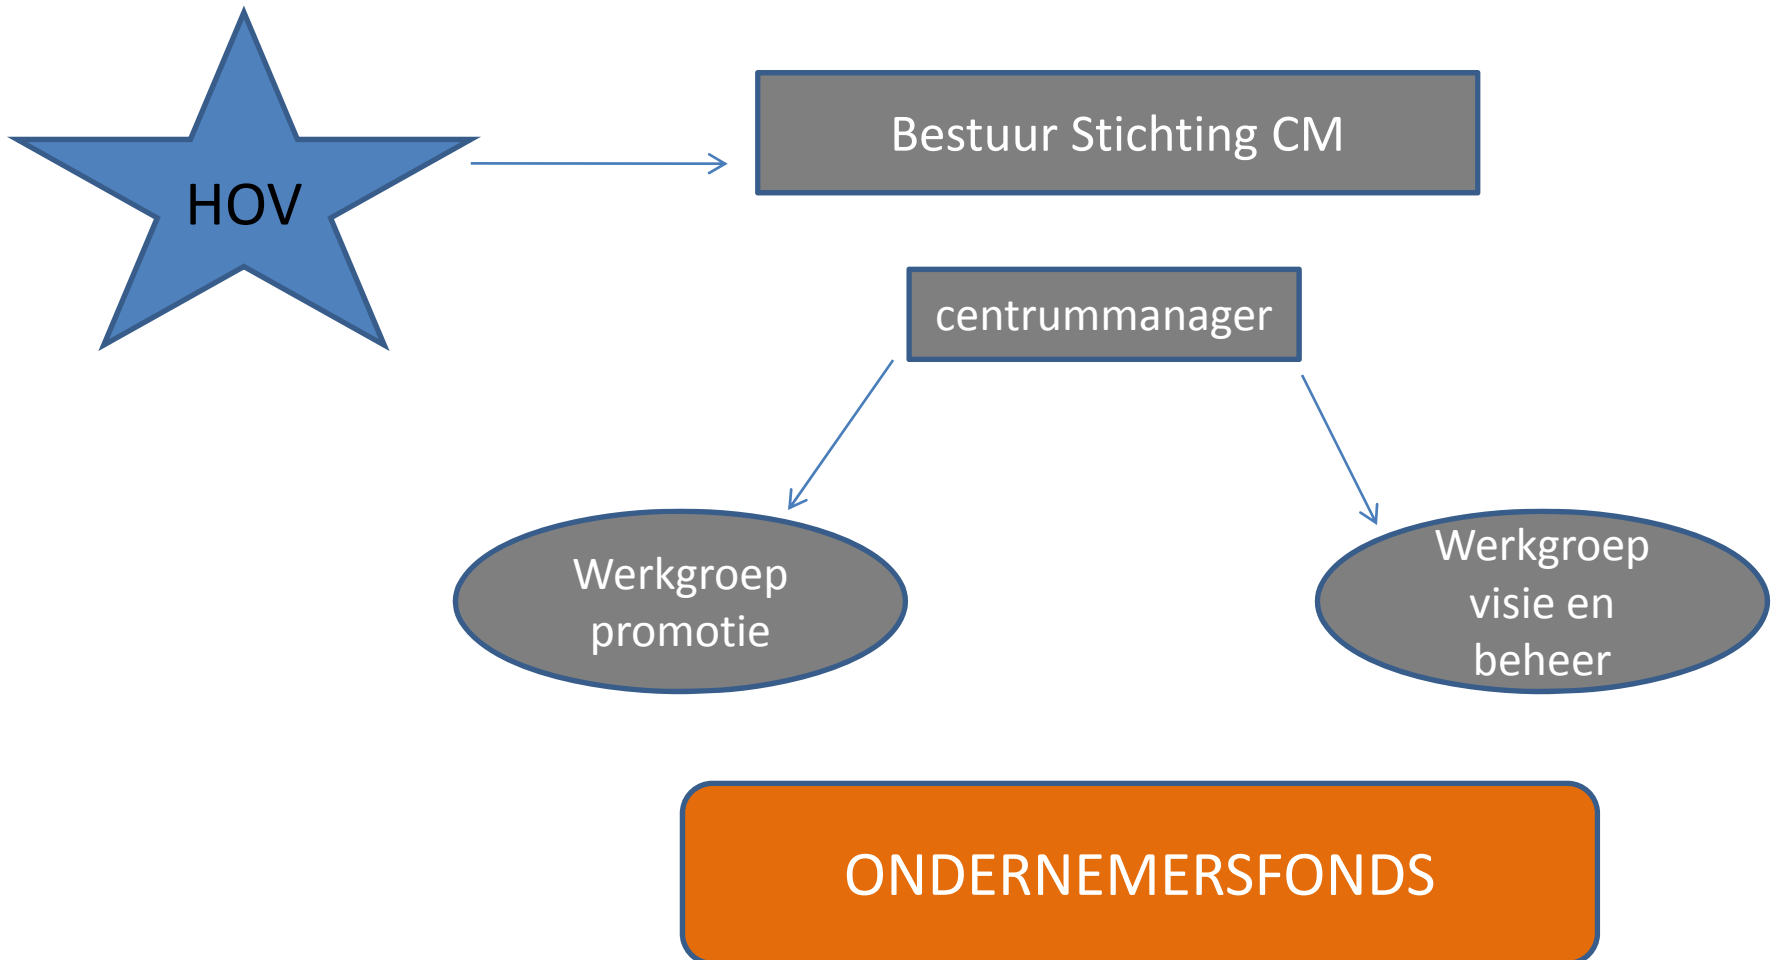 HOV
Bestuur Stichting CM
centrummanager
Werkgroep
promotie
Werkgroep
visie en
beheer
ONDERNEMERSFONDS